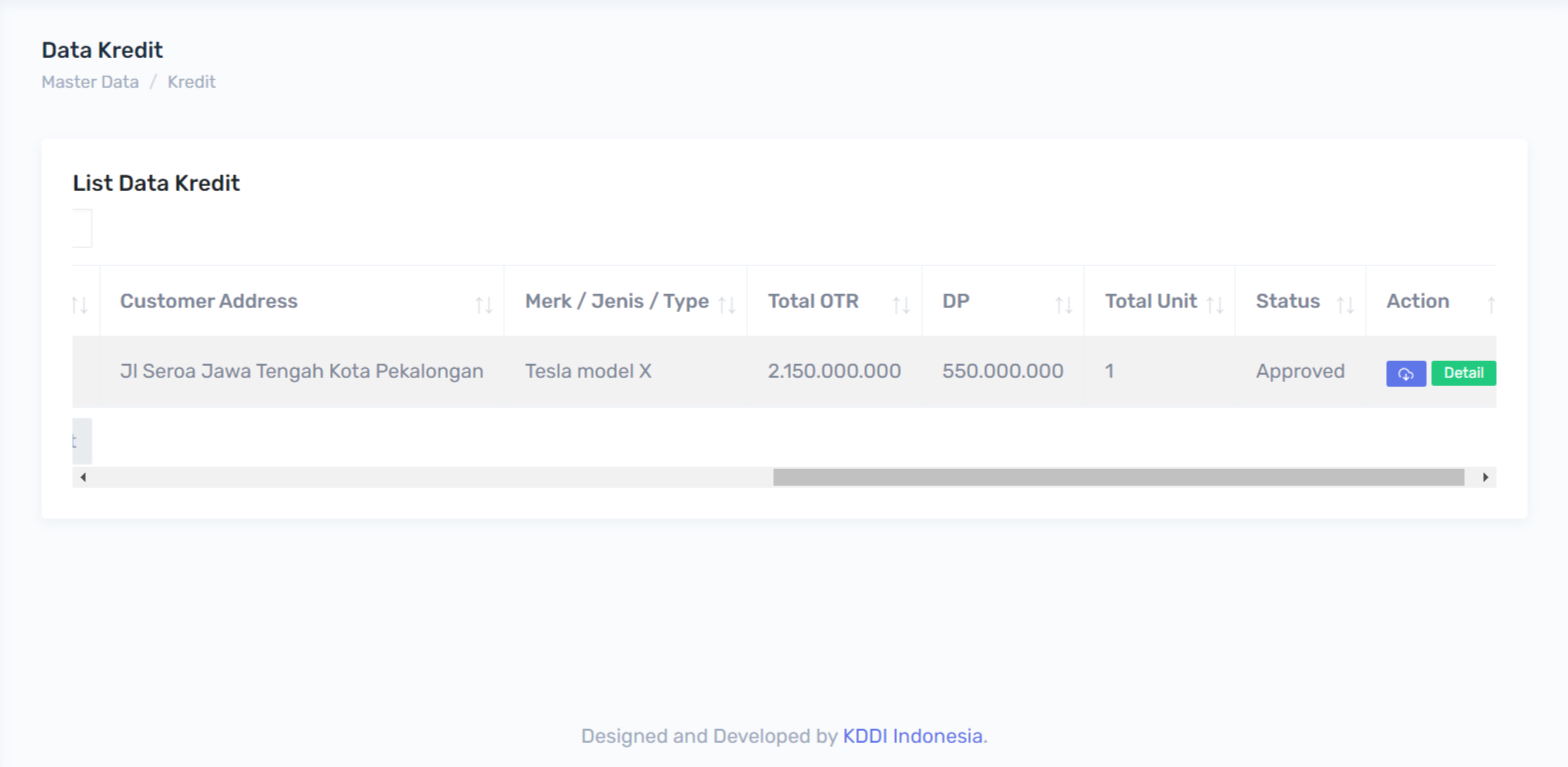 Data Kredit
Master Data / Kredit
List Data Kredit
Customer Address Merk / Jenis / Type Total OTR DP Total Unit Status Action
Jl Seroa Jawa Tengah Kota Pekalongan Tesla model X 2.150.000.000 550.000.000 1 Approved Detail
t
Designed and Developed by KDDI Indonesia.